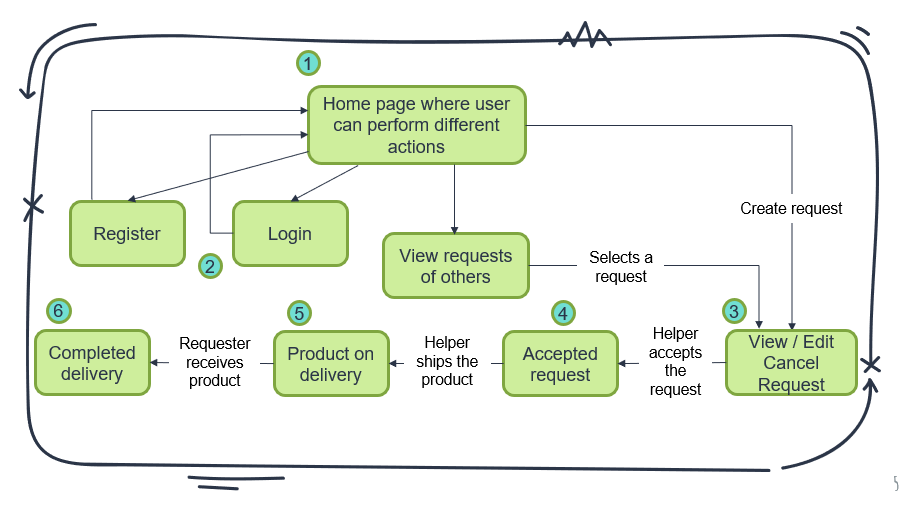 1
Home page where user
can perform different
actions
Create request
Register
Login
2
View requests
of others
Selects a
request
6
5
4
3
Completed
delivery
Requester
receives
product
Product on
delivery
Helper
ships the
product
Accepted
request
Helper
accepts
the
request
View / Edit
Cancel
Request
5